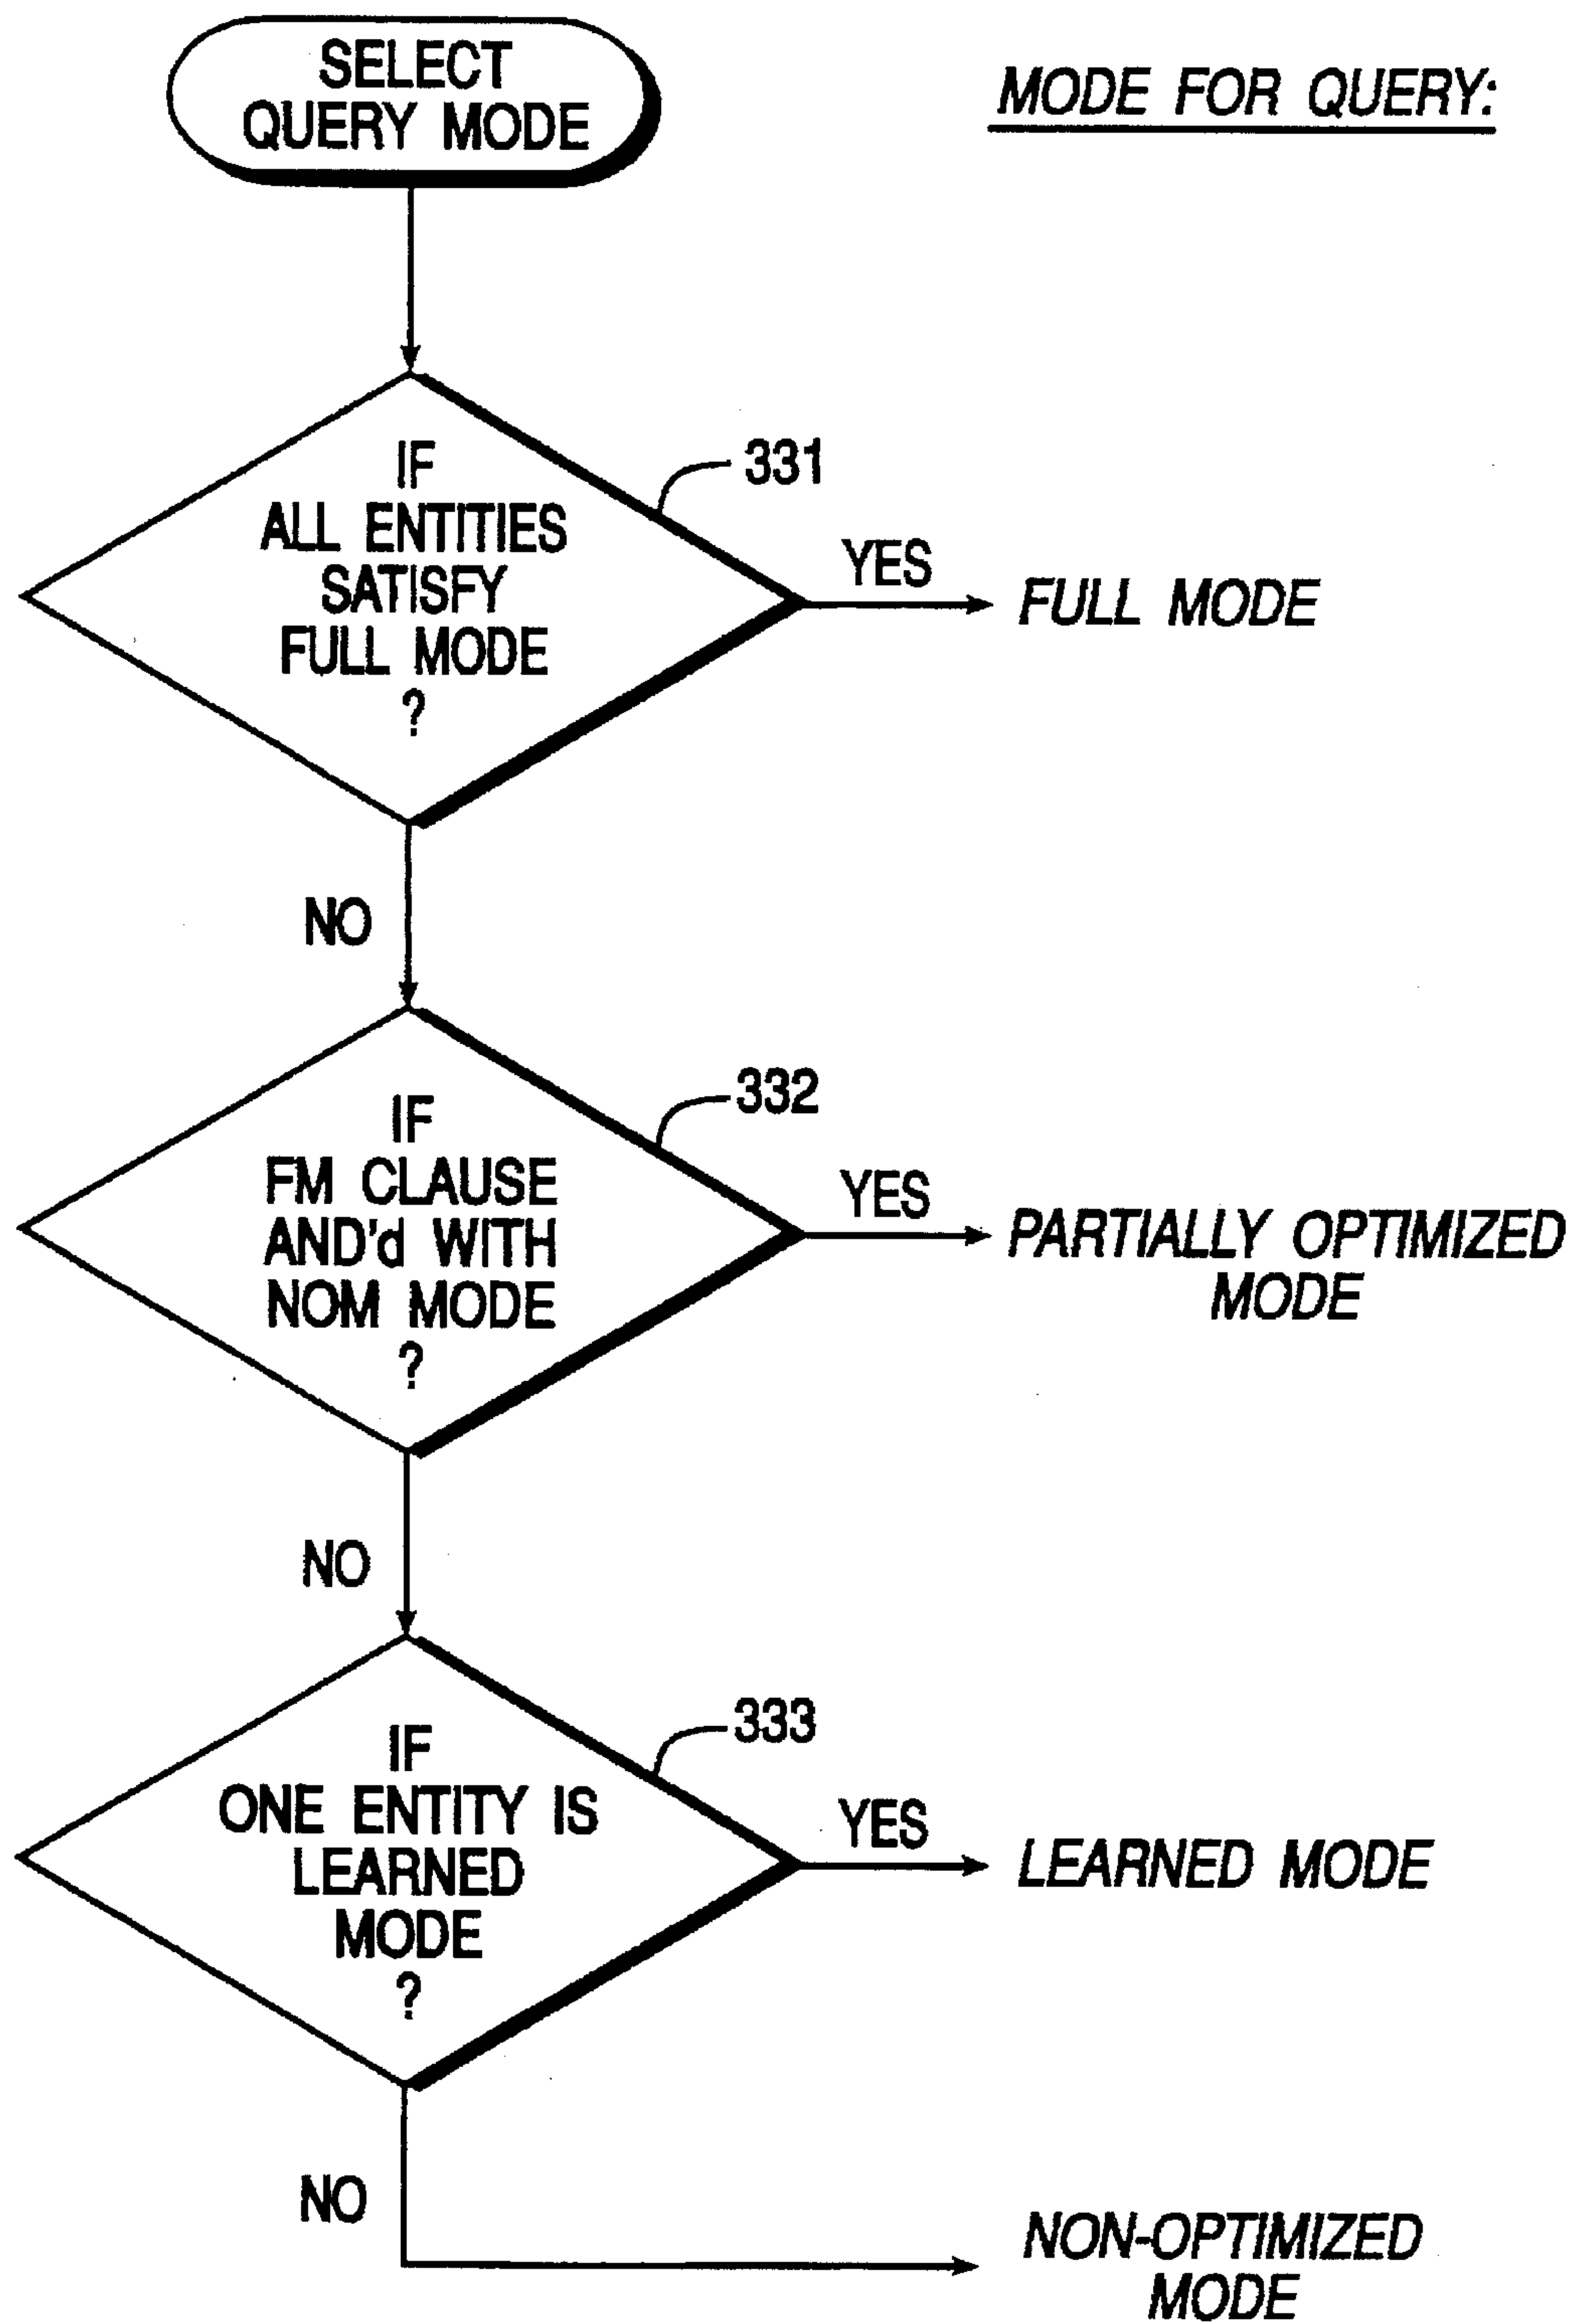 SELECT
QUERY MODE
MODE FOR QUERY:
IF
ALL ENTITIES
SATISFY
FULL MODE
?
331
YES
FULL MODE
NO
IF
FM CLAUSE
AND'd WITH
NOM MODE
?
332
YES
PARTIALLY OPTIMIZED
MODE
NO
IF
ONE ENTITY IS
LEARNED
MODE
?
333
YES
LEARNED MODE
NO
NON-OPTIMIZED
MODE